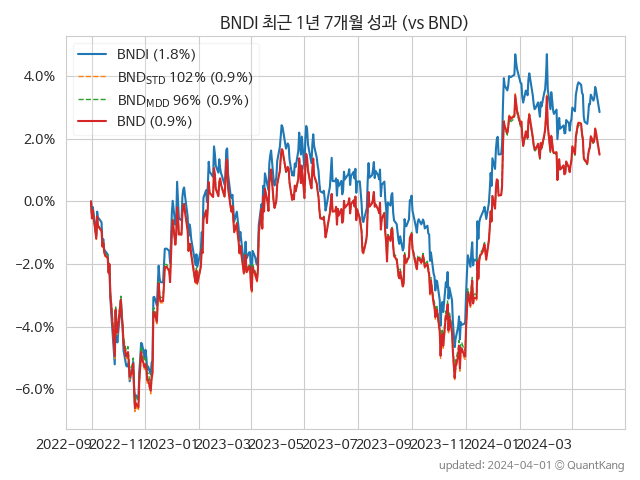 BNDI 최근 1년 7개월 성과 (vs BND)
BNDI (1.8%)
BND_STD 102% (0.9%)
BND_MDD 96% (0.9%)
BND (0.9%)
4.0%
2.0%
0.0%
−2.0%
−4.0%
−6.0%
2022-09 2022-11 2023-01 2023-03 2023-05 2023-07 2023-09 2023-11 2024-01 2024-03
updated: 2024-04-01 © QuantKang